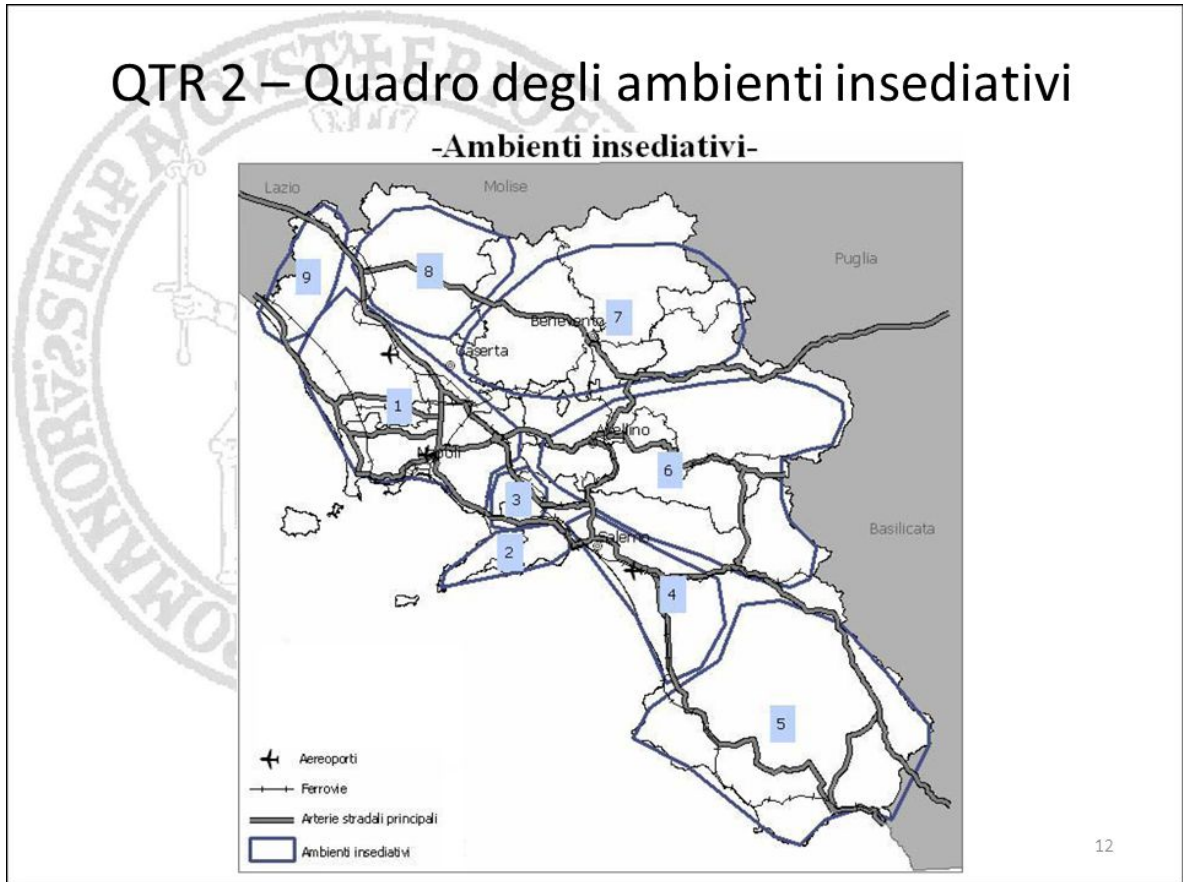 QTR 2 – Quadro degli ambienti insediativi
-Ambienti insediativi-
Lazio
Molise
Puglia
9
8
7
Benevento
Caserta
1
Avellino
Napoli
6
3
Basilicata
2
Salerno
4
5
Aereoporti
Ferrovie
Arterie stradali principali
Ambienti insediativi
12